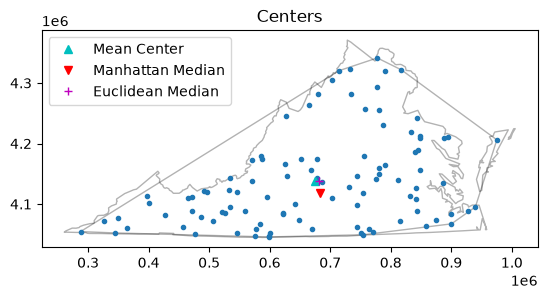 Centers
1e6
Mean Center
Manhattan Median
Euclidean Median
4.3
4.2
4.1
0.3 0.4 0.5 0.6 0.7 0.8 0.9 1.0
1e6